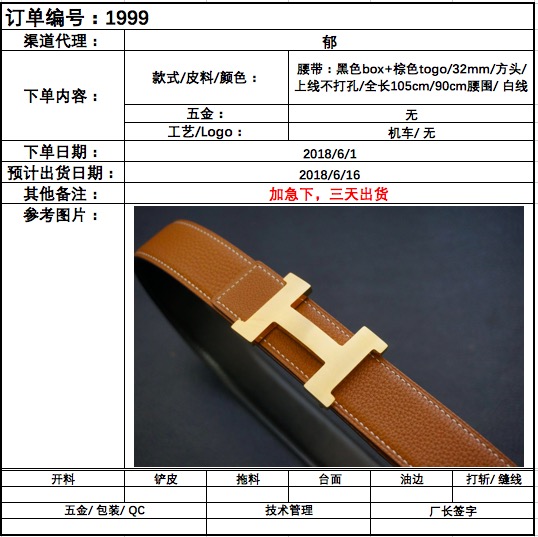 订单编号：1999
渠道代理：
郁
下单内容：
款式/皮料/颜色：
腰带：黑色box+棕色togo/32mm/方头/
上线不打孔/全长105cm/90cm腰围/ 白线
五金：
无
工艺/Logo：
机车/ 无
下单日期：
2018/6/1
预计出货日期：
2018/6/16
其他备注：
加急下，三天出货
参考图片：
开料
铲皮
拖料
台面
油边
打斩/ 缝线
五金/ 包装/ QC
技术管理
厂长签字